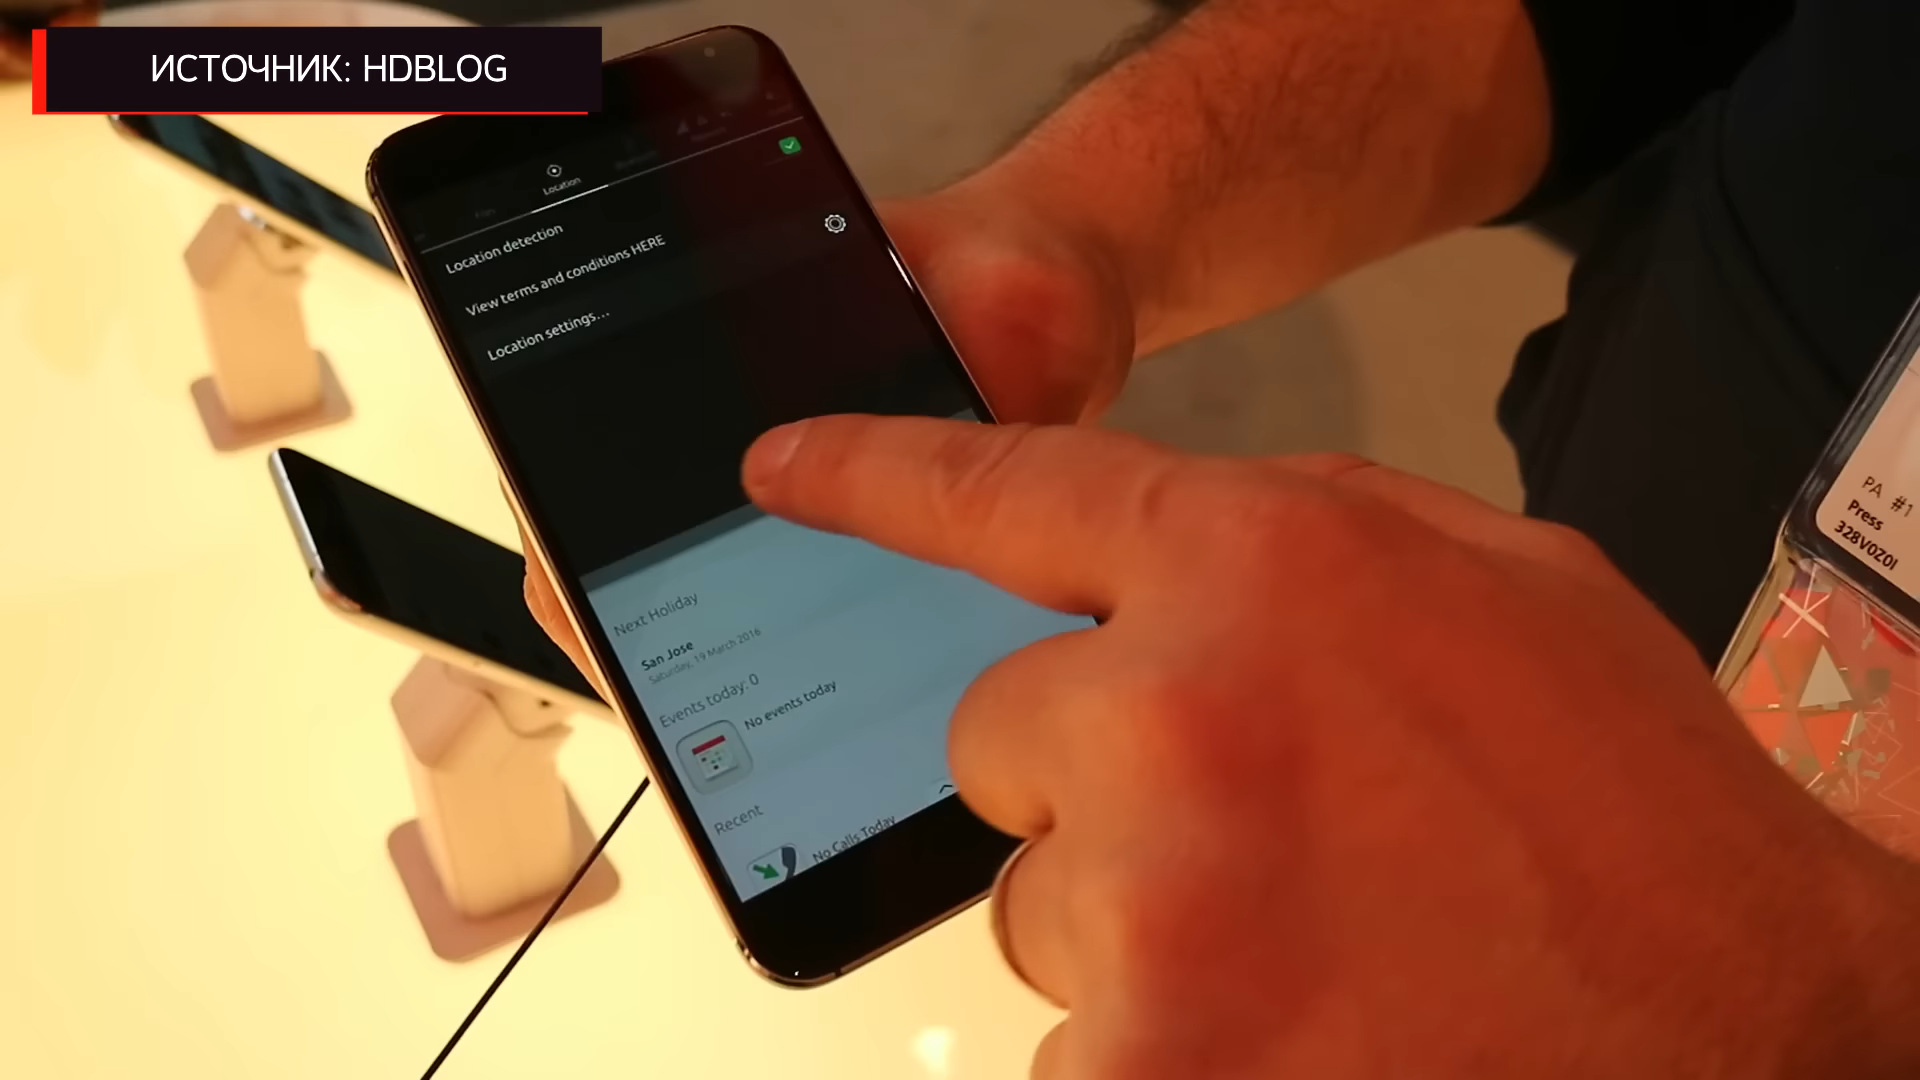 ИСТОЧНИК: HDBLOG
Location
Location detection
View terms and conditions HERE
Location settings...
Next Holiday
San Jose
Saturday, 19 March 2016
Events today: 0
No events today
Recent
No Calls Today
PA #1
Press
328V0Z0I